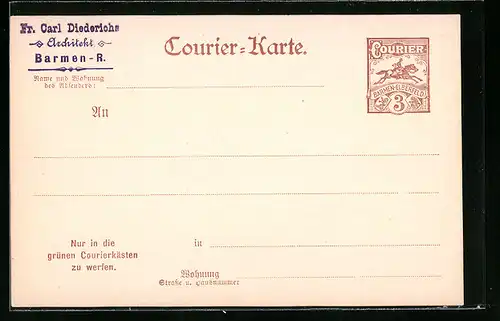 Fr. Carl Diederichs
Architekt
Barmen-R.
Courier-Karte.
COURIER
BARMEN-ELBERFELD
3
Name und Wohnung
des Absenders:
An
Nur in die
grünen Courierkästen
zu werfen.
in
Wohnung
Straße u. Hausnummer